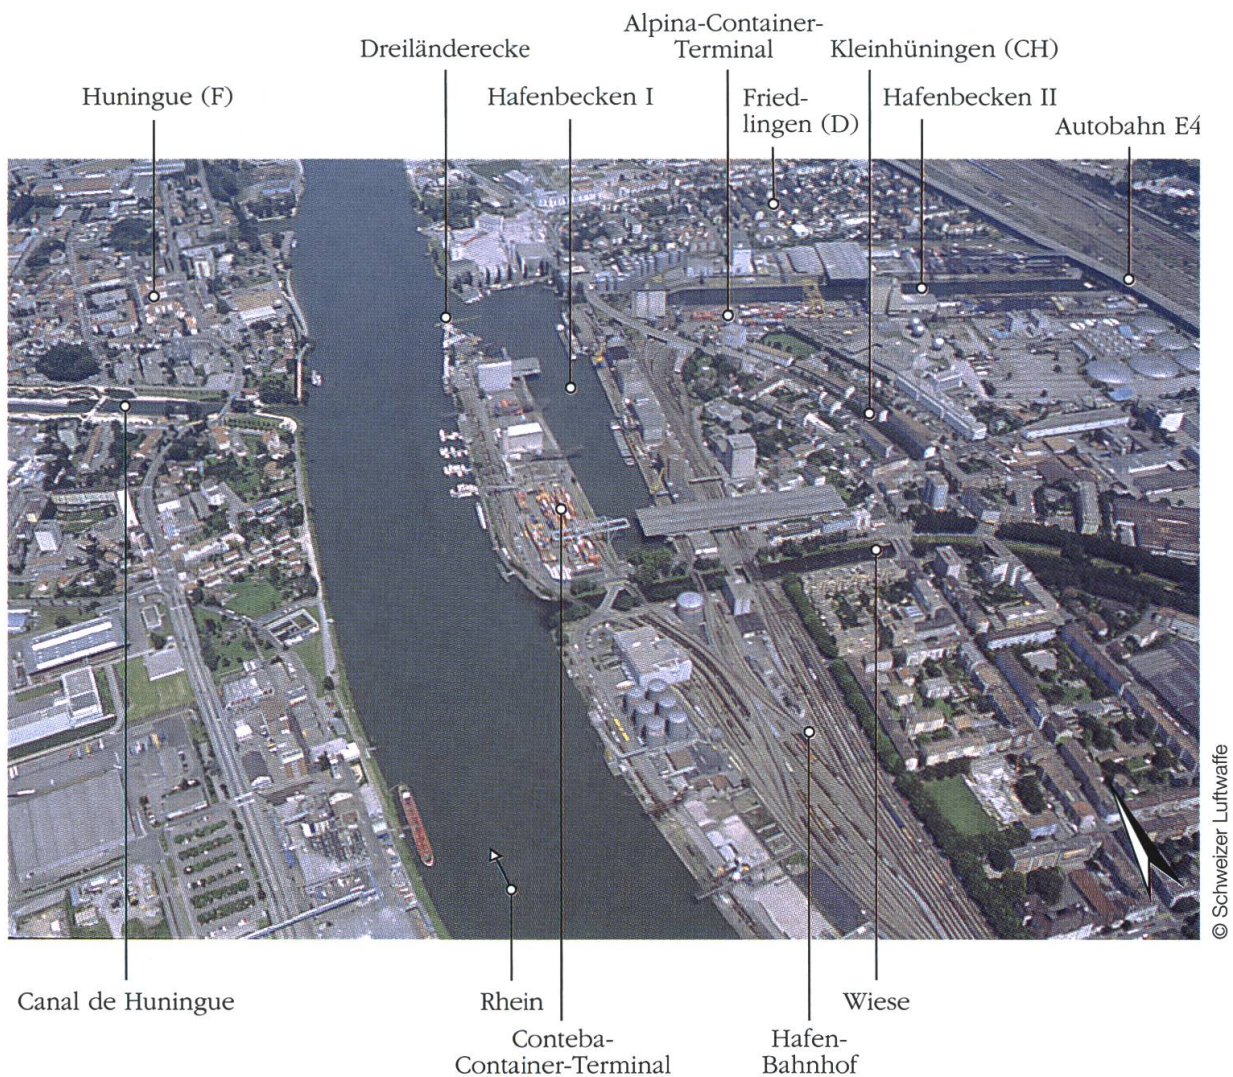 Alpina-Container-
Terminal
Dreiländerecke
Kleinhüningen (CH)
Huningue (F)
Hafenbecken I
Fried-
lingen (D)
Hafenbecken II
Autobahn E4
© Schweizer Luftwaffe
Canal de Huningue
Rhein
Wiese
Conteba-
Container-Terminal
Hafen-
Bahnhof